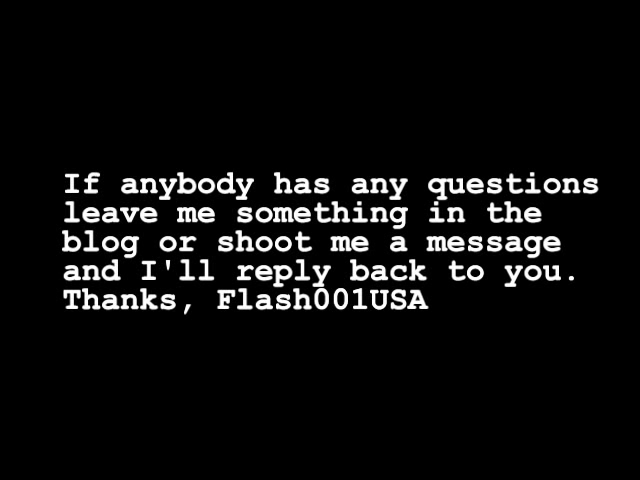 If anybody has any questions
leave me something in the
blog or shoot me a message
and I'll reply back to you.
Thanks, Flash001USA